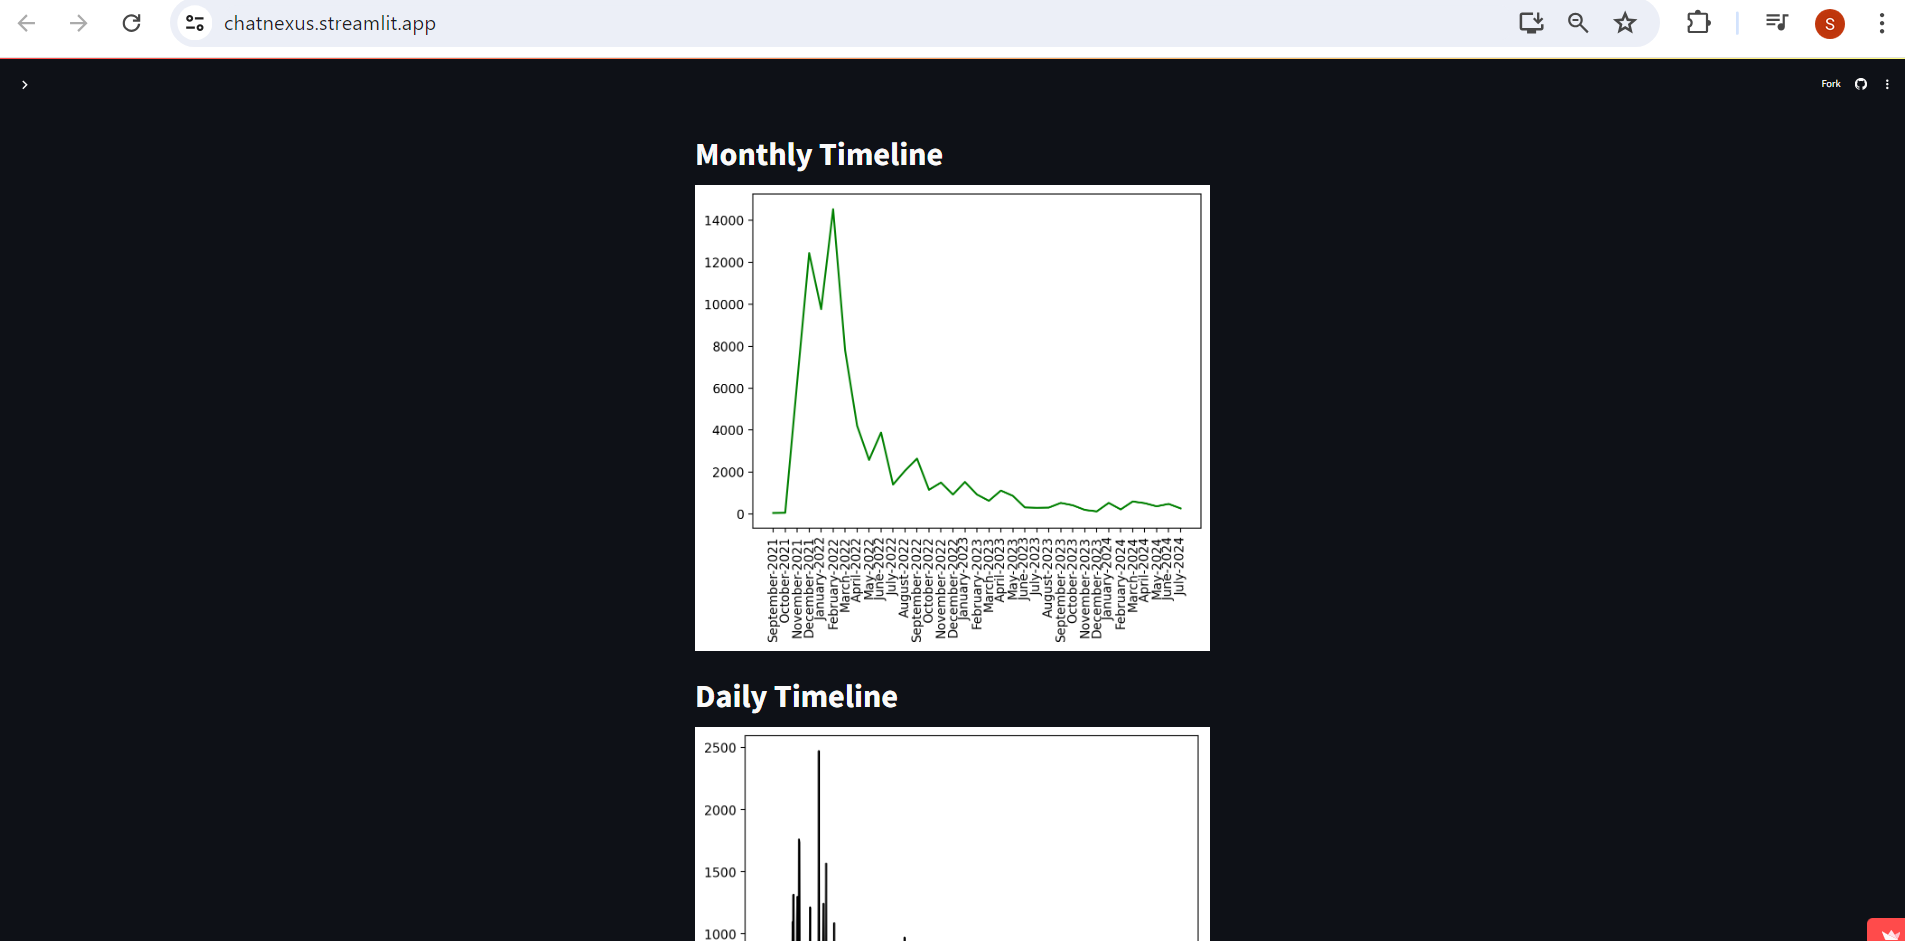 chatnexus.streamlit.app
S
Fork
Monthly Timeline
14000
12000
10000
8000
6000
4000
2000
0
September-2021
October-2021
November-2021
December-2021
January-2022
February-2022
March-2022
April-2022
May-2022
June-2022
July-2022
August-2022
September-2022
October-2022
November-2022
December-2022
January-2023
February-2023
March-2023
April-2023
May-2023
June-2023
July-2023
August-2023
September-2023
October-2023
November-2023
December-2023
January-2024
February-2024
March-2024
April-2024
May-2024
June-2024
July-2024
Daily Timeline
2500
2000
1500
1000